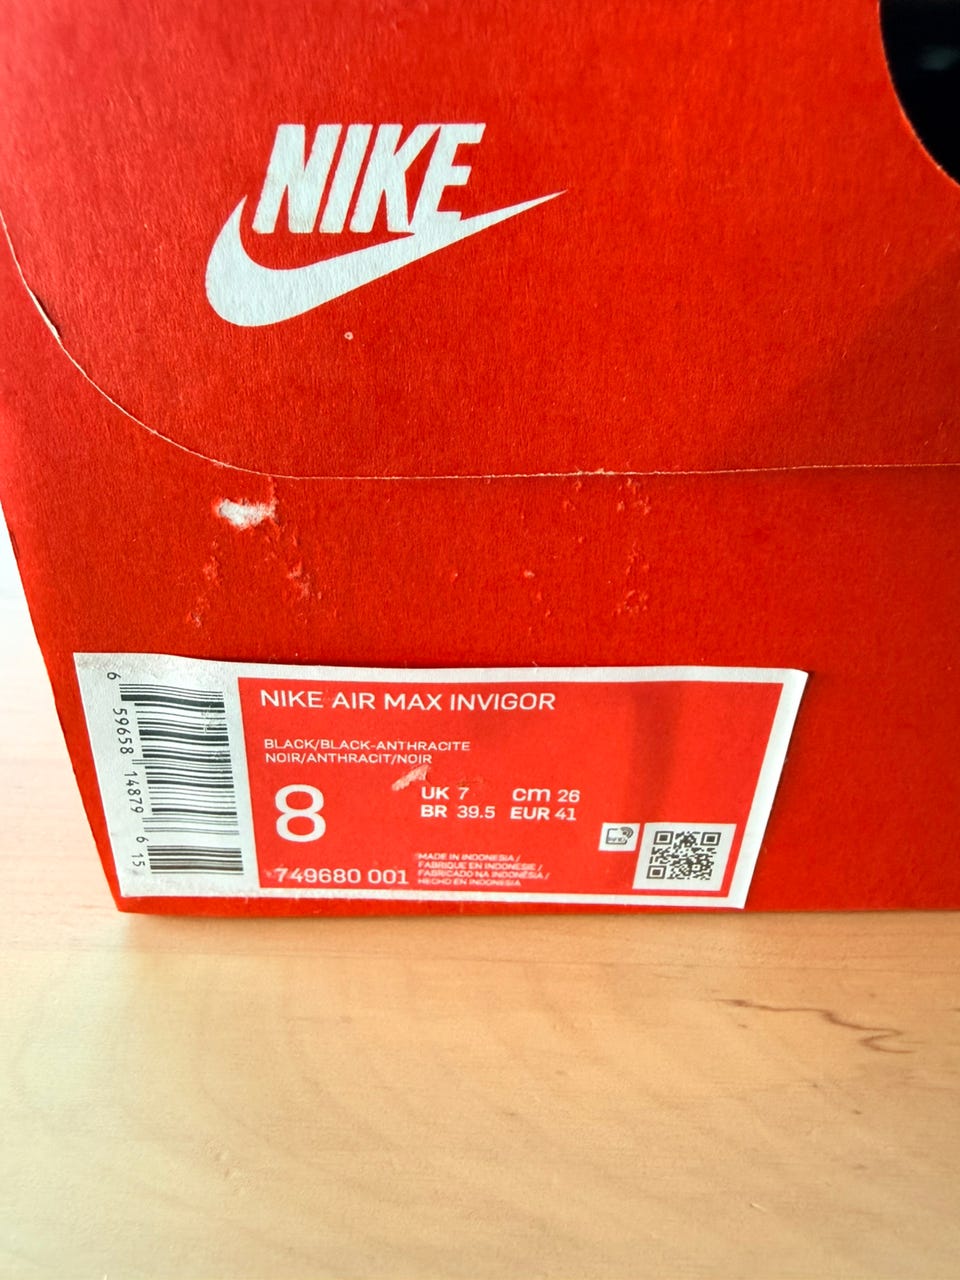 NIKE
6 59658 14879 6 15
NIKE AIR MAX INVIGOR
BLACK/BLACK-ANTHRACITE
NOIR/ANTHRACIT/NOIR
8
UK 7 cm 26
BR 39.5 EUR 41
749680 001
MADE IN INDONESIA /
FABRIQUE EN INDONESIE /
FABRICADO NA INDONÉSIA /
HECHO EN INDONESIA